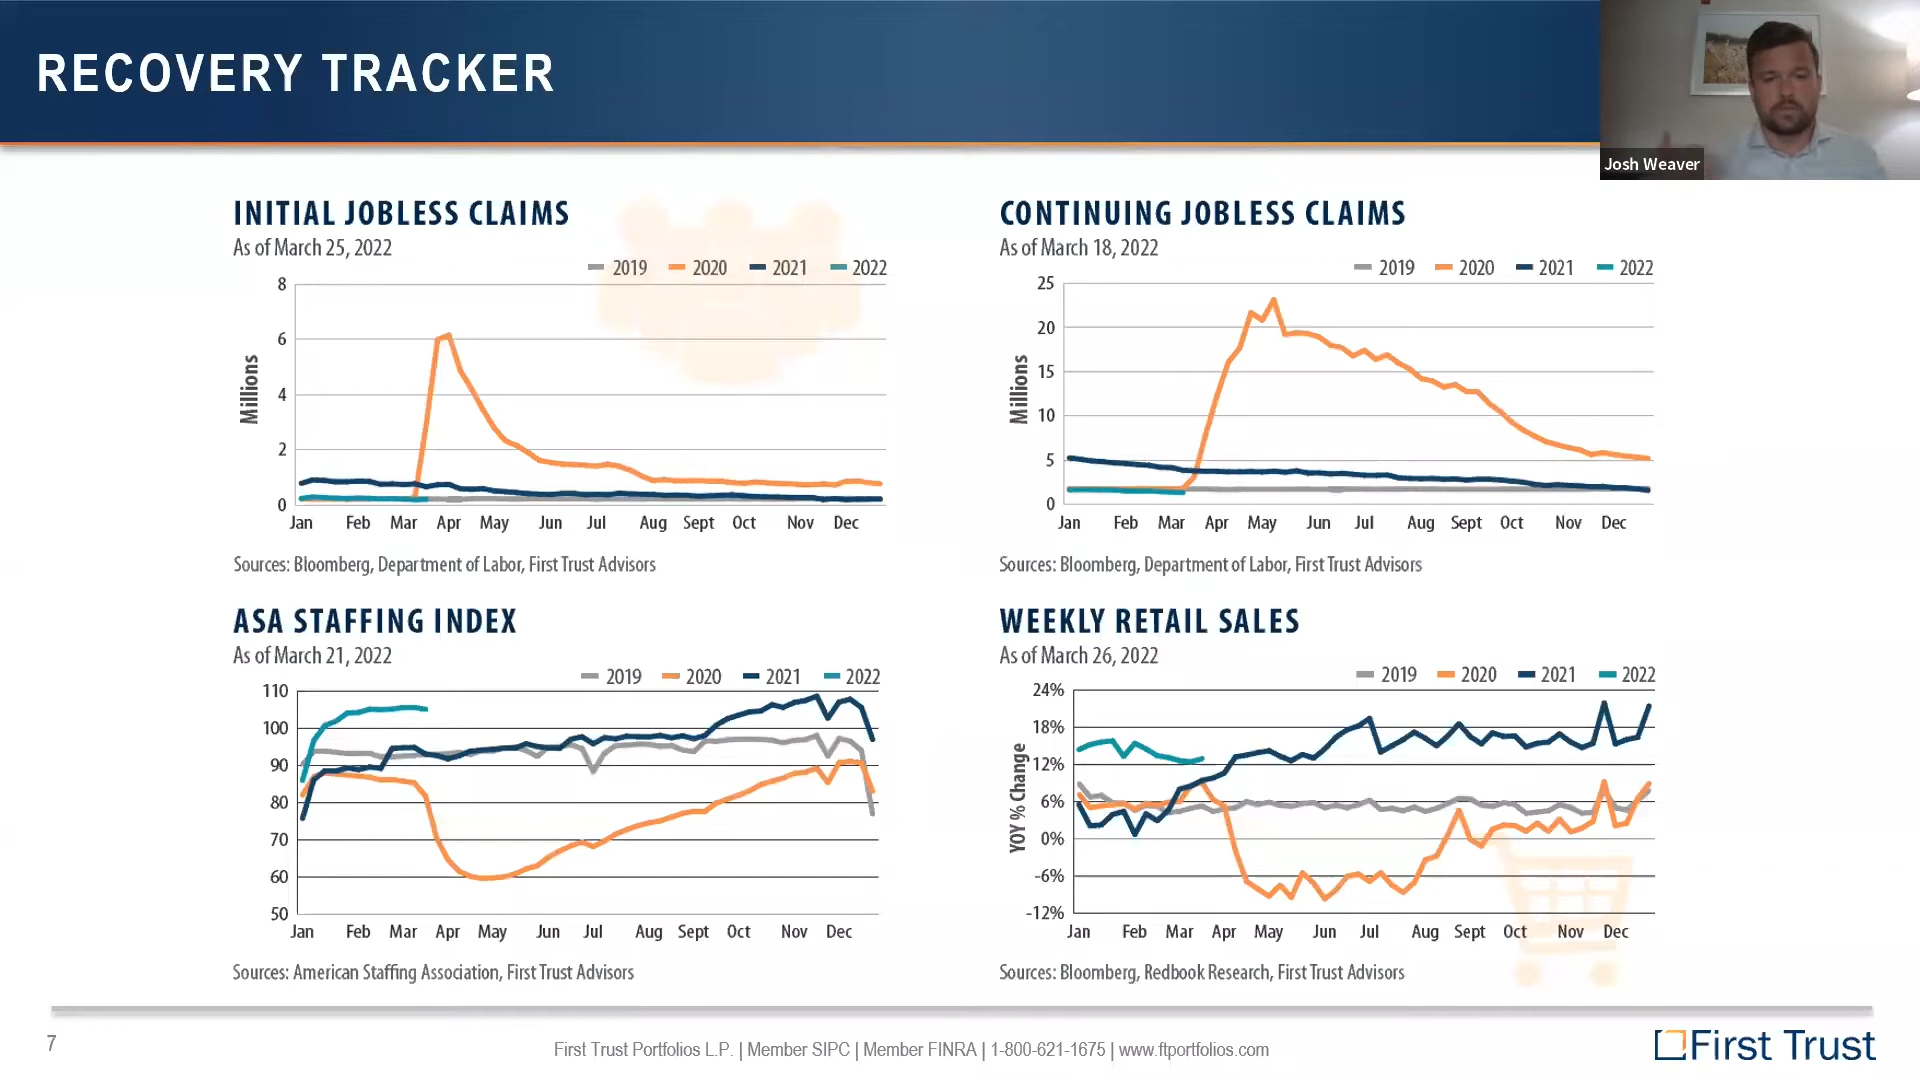 RECOVERY TRACKER
Josh Weaver
INITIAL JOBLESS CLAIMS
As of March 25, 2022
2019 2020 2021 2022
8
6
4
2
0
Millions
Jan Feb Mar Apr May Jun Jul Aug Sept Oct Nov Dec
Sources: Bloomberg, Department of Labor, First Trust Advisors
CONTINUING JOBLESS CLAIMS
As of March 18, 2022
2019 2020 2021 2022
25
20
15
10
5
0
Millions
Jan Feb Mar Apr May Jun Jul Aug Sept Oct Nov Dec
Sources: Bloomberg, Department of Labor, First Trust Advisors
ASA STAFFING INDEX
As of March 21, 2022
2019 2020 2021 2022
110
100
90
80
70
60
50
Jan Feb Mar Apr May Jun Jul Aug Sept Oct Nov Dec
Sources: American Staffing Association, First Trust Advisors
WEEKLY RETAIL SALES
As of March 26, 2022
2019 2020 2021 2022
24%
18%
12%
6%
0%
-6%
-12%
YOY % Change
Jan Feb Mar Apr May Jun Jul Aug Sept Oct Nov Dec
Sources: Bloomberg, Redbook Research, First Trust Advisors
7
First Trust Portfolios L.P. | Member SIPC | Member FINRA | 1-800-621-1675 | www.ftportfolios.com
First Trust